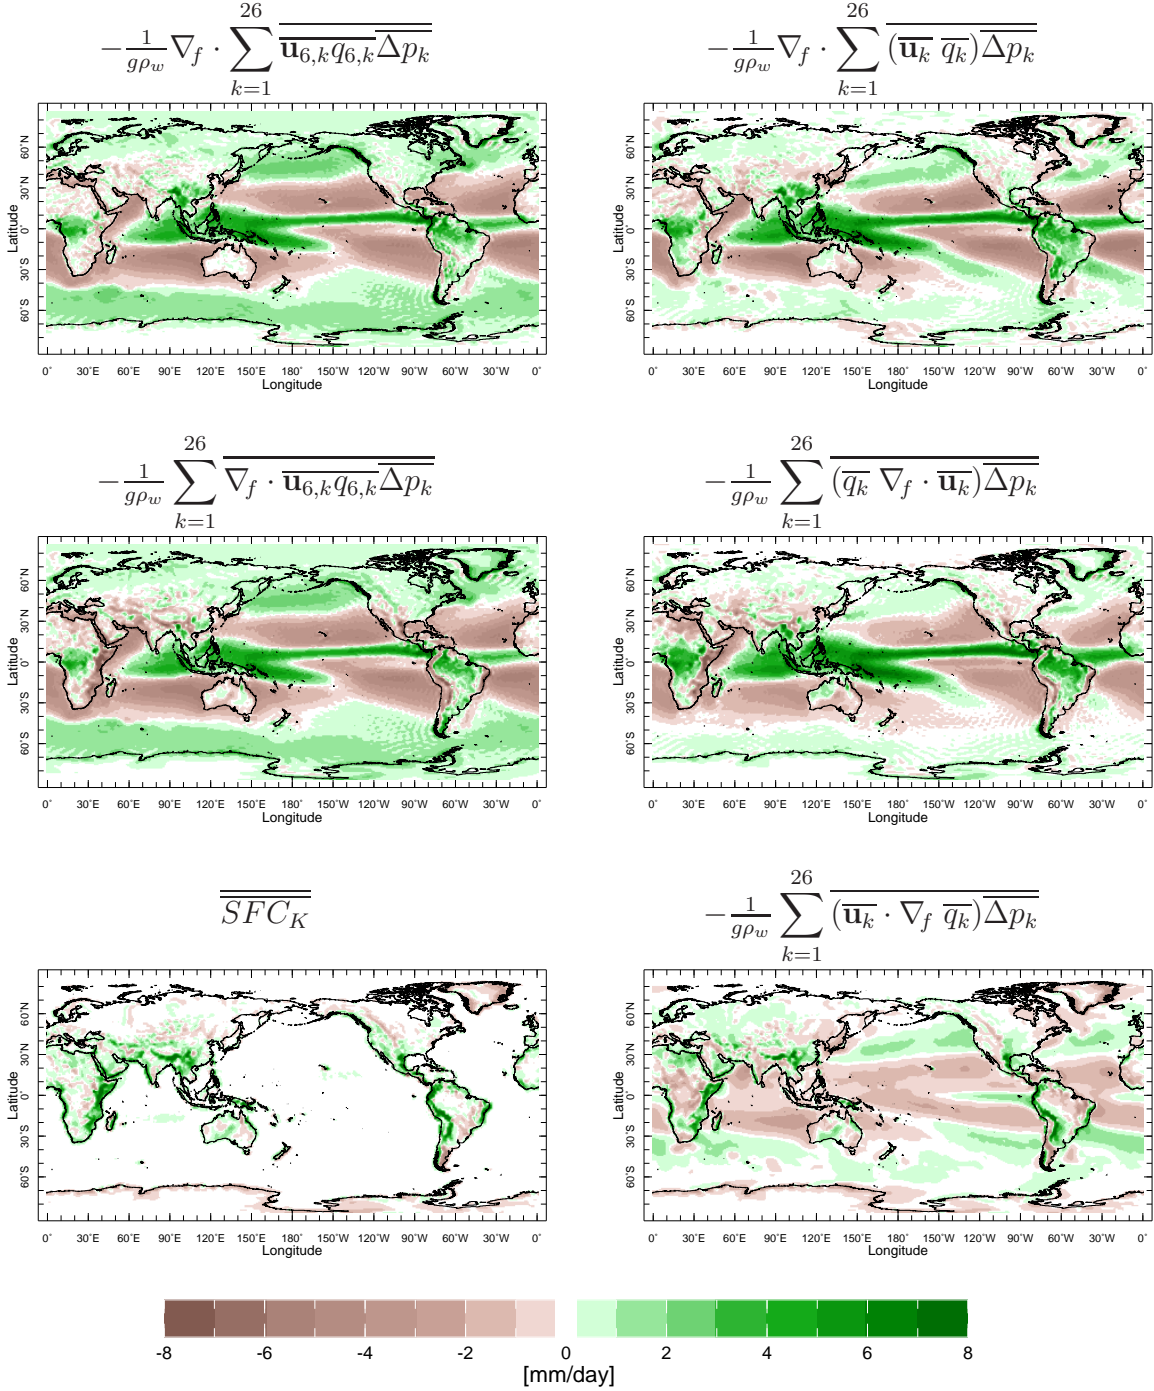 $-\frac{1}{g\rho_w}\nabla_f \cdot \sum_{k=1}^{26} \overline{\overline{\overline{\mathbf{u}_{6,k}q_{6,k}}\,\overline{\Delta p_k}}}$
$-\frac{1}{g\rho_w}\nabla_f \cdot \sum_{k=1}^{26} \overline{\overline{(\overline{\mathbf{u}_k}\ \overline{q_k})\overline{\Delta p_k}}}$
Latitude
60°N
30°N
0°
30°S
60°S
0° 30°E 60°E 90°E 120°E 150°E 180° 150°W 120°W 90°W 60°W 30°W 0°
Longitude
Latitude
60°N
30°N
0°
30°S
60°S
0° 30°E 60°E 90°E 120°E 150°E 180° 150°W 120°W 90°W 60°W 30°W 0°
Longitude
$-\frac{1}{g\rho_w} \sum_{k=1}^{26} \overline{\overline{\nabla_f \cdot \overline{\mathbf{u}_{6,k}q_{6,k}}\,\overline{\Delta p_k}}}$
$-\frac{1}{g\rho_w} \sum_{k=1}^{26} \overline{\overline{(\overline{q_k}\ \nabla_f \cdot \overline{\mathbf{u}_k})\overline{\Delta p_k}}}$
Latitude
60°N
30°N
0°
30°S
60°S
0° 30°E 60°E 90°E 120°E 150°E 180° 150°W 120°W 90°W 60°W 30°W 0°
Longitude
Latitude
60°N
30°N
0°
30°S
60°S
0° 30°E 60°E 90°E 120°E 150°E 180° 150°W 120°W 90°W 60°W 30°W 0°
Longitude
$\overline{\overline{SFC_K}}$
$-\frac{1}{g\rho_w} \sum_{k=1}^{26} \overline{\overline{(\overline{\mathbf{u}_k} \cdot \nabla_f\ \overline{q_k})\overline{\Delta p_k}}}$
Latitude
60°N
30°N
0°
30°S
60°S
0° 30°E 60°E 90°E 120°E 150°E 180° 150°W 120°W 90°W 60°W 30°W 0°
Longitude
Latitude
60°N
30°N
0°
30°S
60°S
0° 30°E 60°E 90°E 120°E 150°E 180° 150°W 120°W 90°W 60°W 30°W 0°
Longitude
-8 -6 -4 -2 0 2 4 6 8
[mm/day]